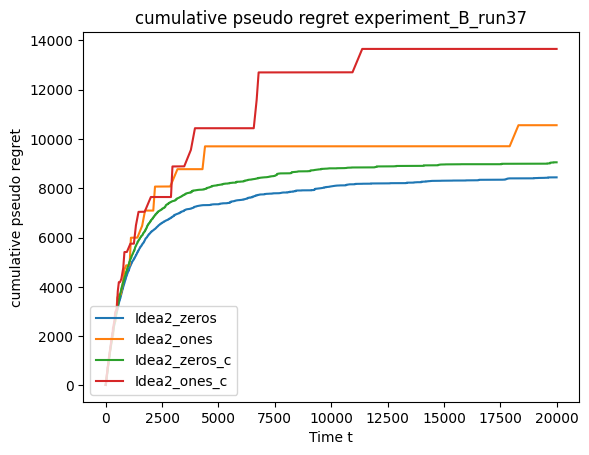 cumulative pseudo regret experiment_B_run37
cumulative pseudo regret
14000
12000
10000
8000
6000
4000
2000
0
Idea2_zeros
Idea2_ones
Idea2_zeros_c
Idea2_ones_c
0 2500 5000 7500 10000 12500 15000 17500 20000
Time t